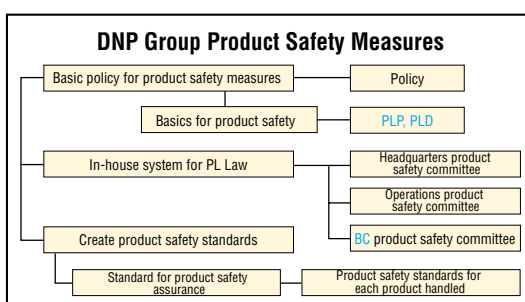 DNP Group Product Safety Measures
Basic policy for product safety measures
Policy
Basics for product safety
PLP, PLD
In-house system for PL Law
Headquarters product
safety committee
Operations product
safety committee
BC product safety committee
Create product safety standards
Standard for product safety
assurance
Product safety standards for
each product handled